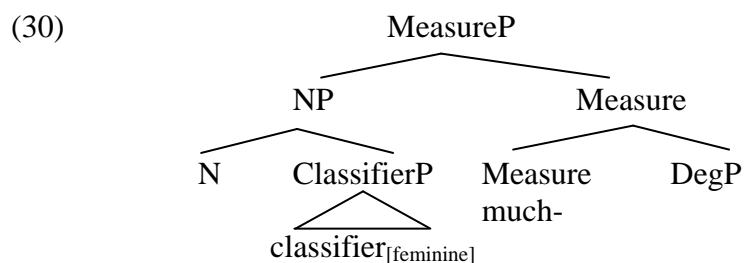 (30) MeasureP
NP Measure
N ClassifierP Measure DegP
much-
classifier[feminine]